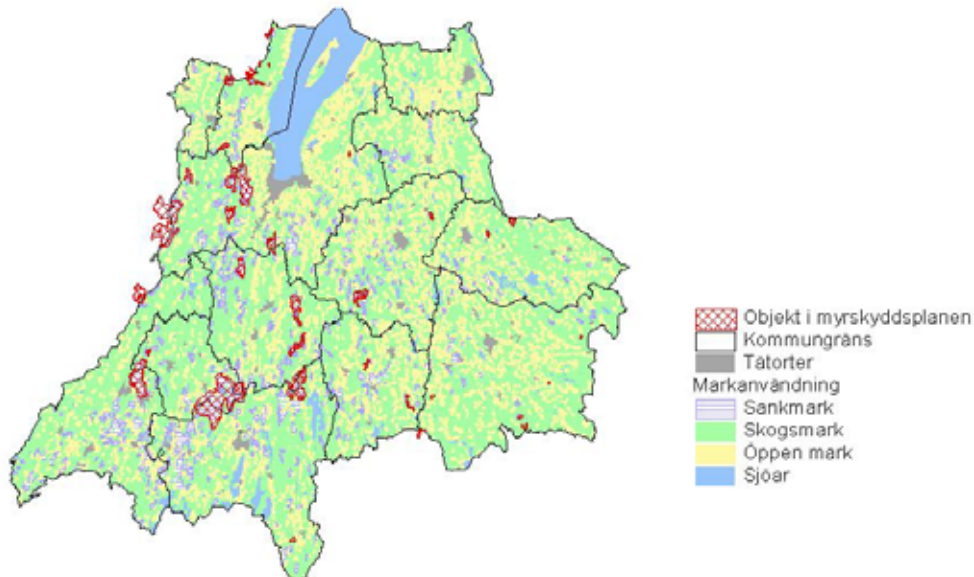 Objekt i myrskyddsplanen
Kommungräns
Tätorter
Markanvändning
Sankmark
Skogsmark
Öppen mark
Sjöar